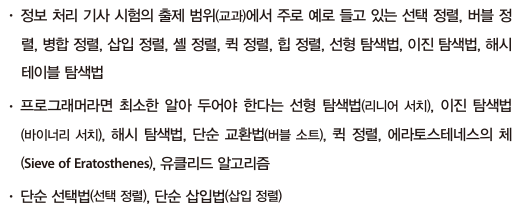 · 정보 처리 기사 시험의 출제 범위(교과)에서 주로 예로 들고 있는 선택 정렬, 버블 정
렬, 병합 정렬, 삽입 정렬, 셸 정렬, 퀵 정렬, 힙 정렬, 선형 탐색법, 이진 탐색법, 해시
테이블 탐색법
· 프로그래머라면 최소한 알아 두어야 한다는 선형 탐색법(리니어 서치), 이진 탐색법
(바이너리 서치), 해시 탐색법, 단순 교환법(버블 소트), 퀵 정렬, 에라토스테네스의 체
(Sieve of Eratosthenes), 유클리드 알고리즘
· 단순 선택법(선택 정렬), 단순 삽입법(삽입 정렬)